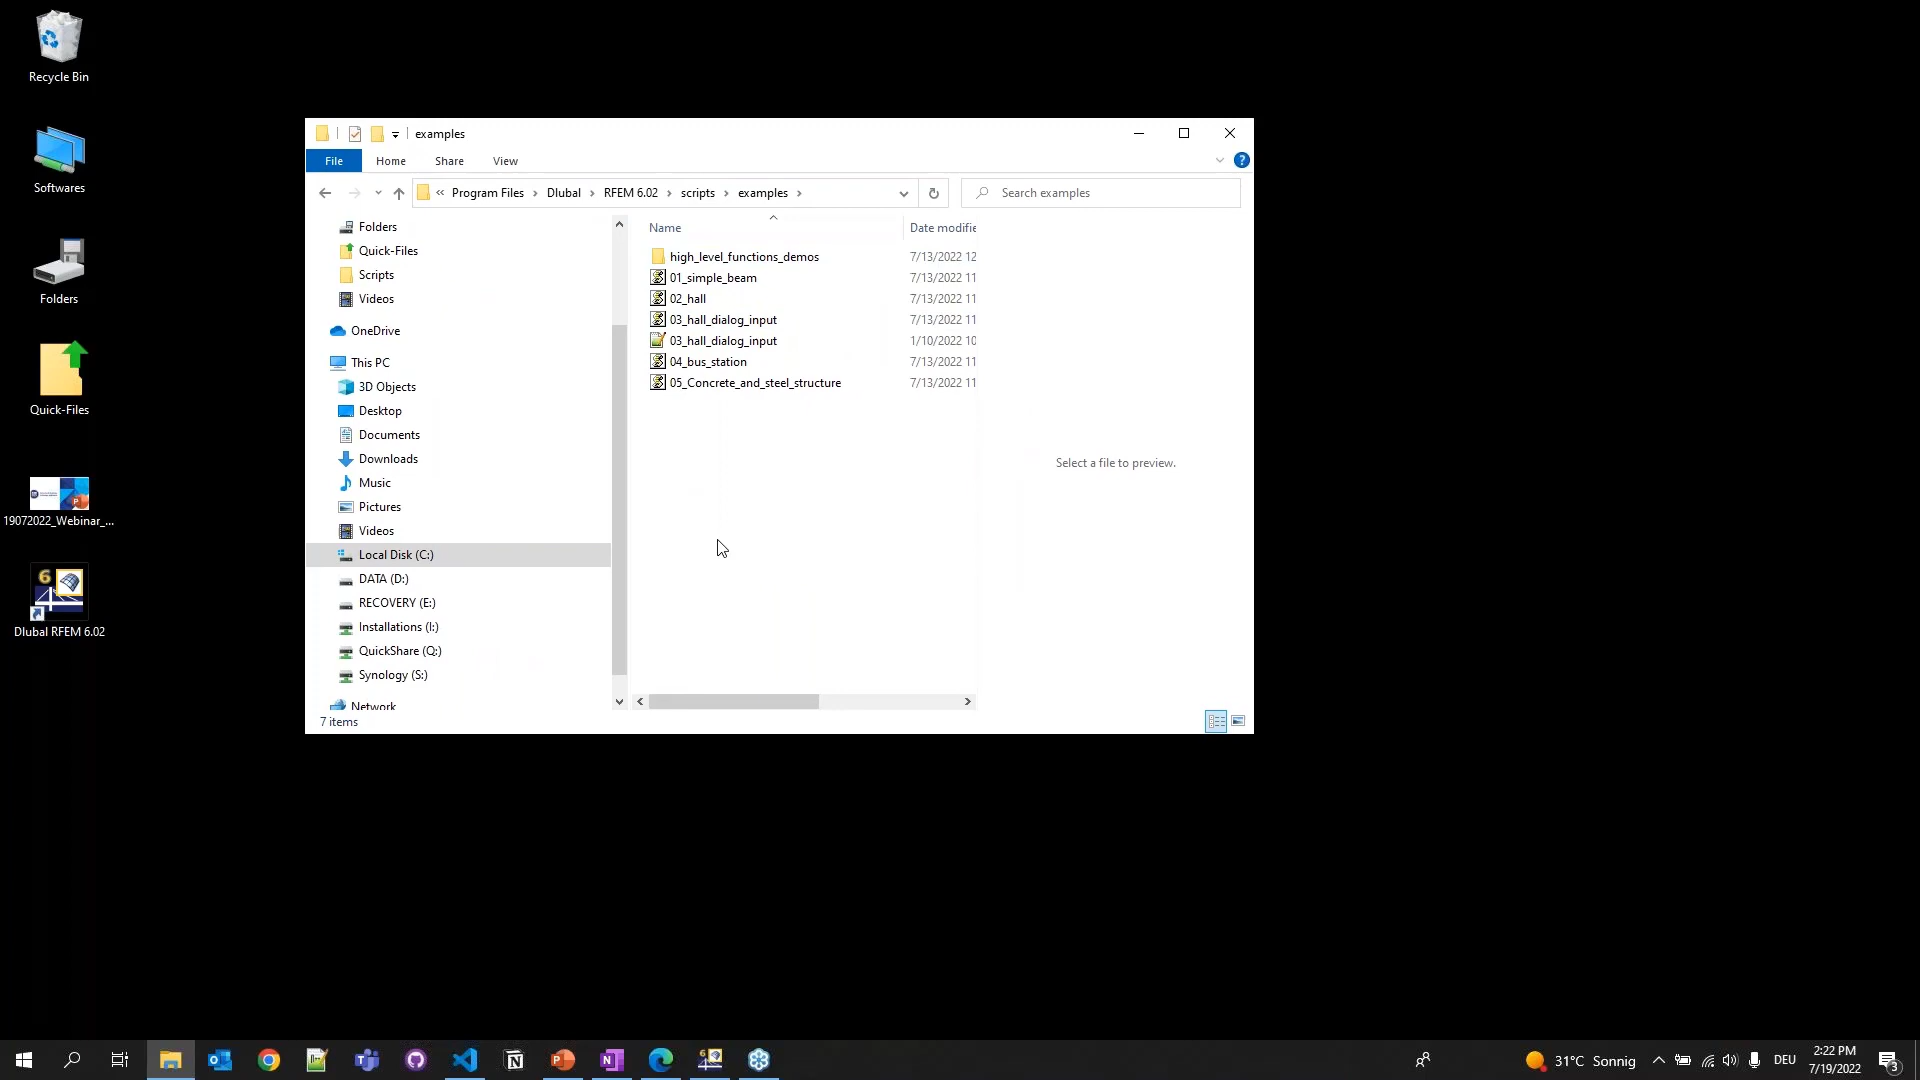 Recycle Bin
Softwares
Folders
Quick-Files
19072022_Webinar_...
6
Dlubal RFEM 6.02
examples
File Home Share View
« Program Files › Dlubal › RFEM 6.02 › scripts › examples ›
Search examples
Folders
Quick-Files
Scripts
Videos
OneDrive
This PC
3D Objects
Desktop
Documents
Downloads
Music
Pictures
Videos
Local Disk (C:)
DATA (D:)
RECOVERY (E:)
Installations (I:)
QuickShare (Q:)
Synology (S:)
Network
7 items
Name Date modifie
high_level_functions_demos 7/13/2022 12
01_simple_beam 7/13/2022 11
02_hall 7/13/2022 11
03_hall_dialog_input 7/13/2022 11
03_hall_dialog_input 1/10/2022 10
04_bus_station 7/13/2022 11
05_Concrete_and_steel_structure 7/13/2022 11
Select a file to preview.
31°C Sonnig
DEU
2:22 PM
7/19/2022
3